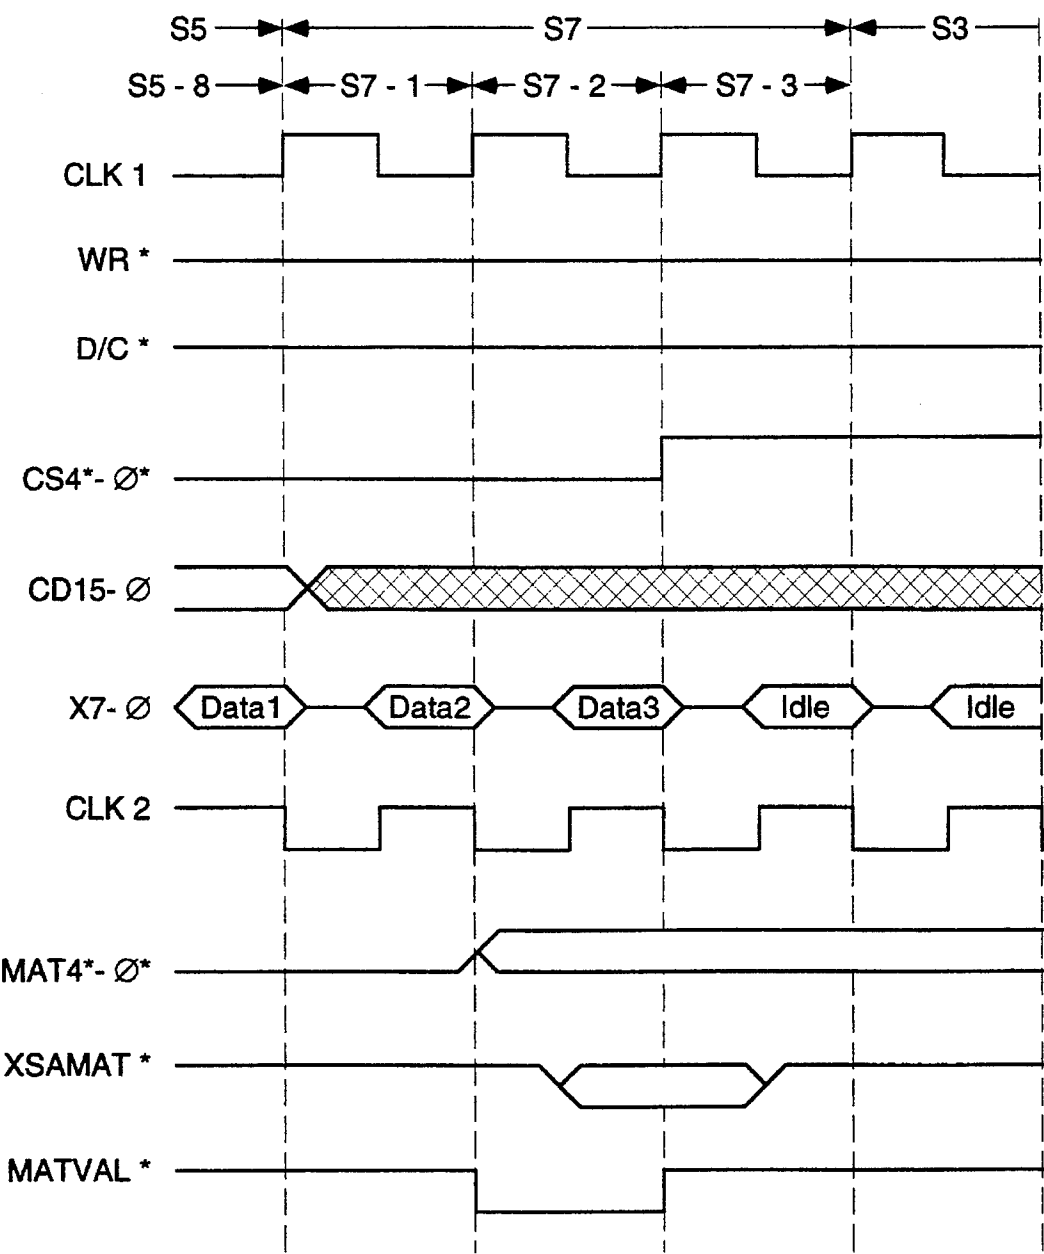 S5 S7 S3
S5 - 8 S7 - 1 S7 - 2 S7 - 3
CLK 1
WR *
D/C *
CS4*- Ø*
CD15- Ø
X7- Ø Data1 Data2 Data3 Idle Idle
CLK 2
MAT4*- Ø*
XSAMAT *
MATVAL *